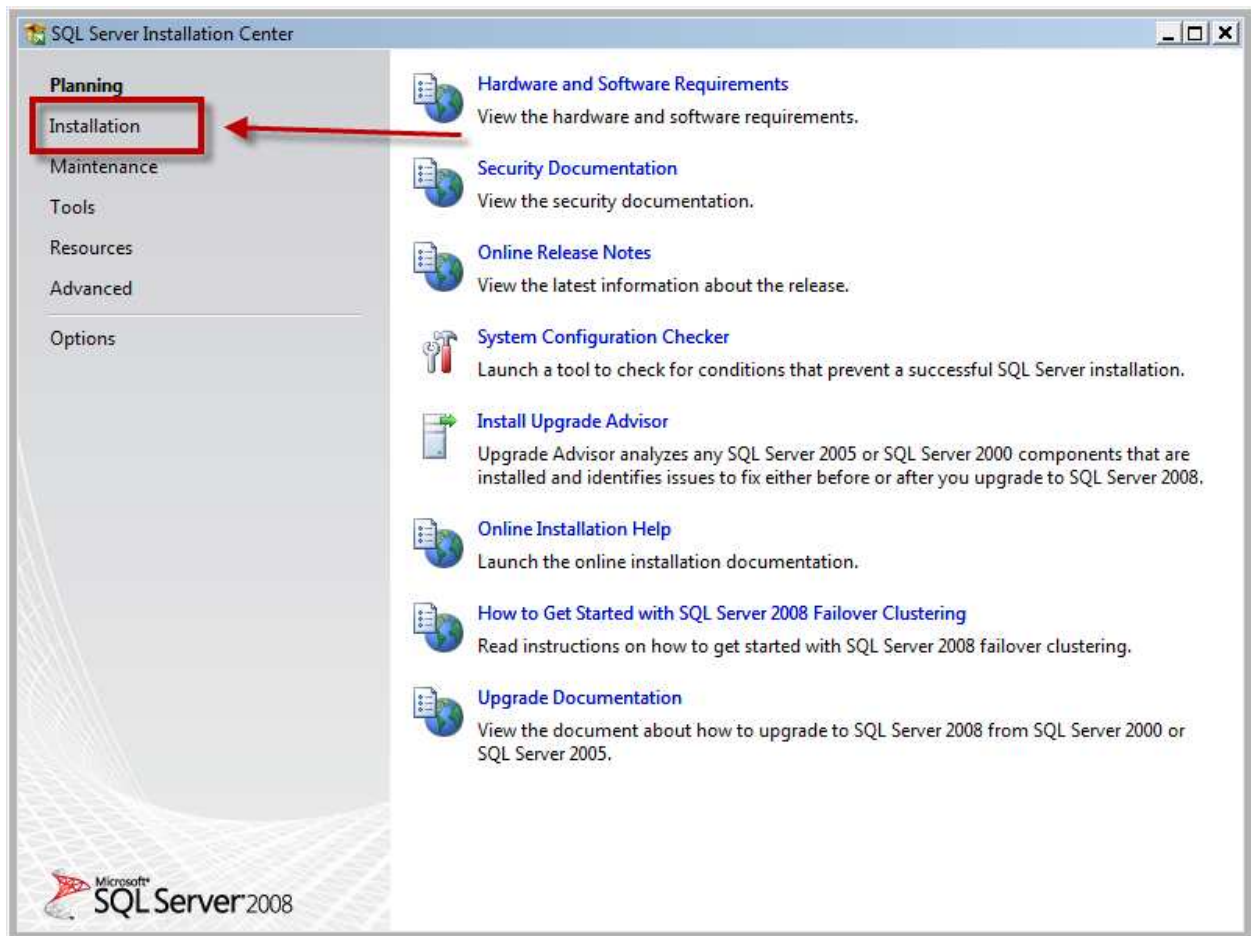 SQL Server Installation Center
Planning
Installation
Maintenance
Tools
Resources
Advanced
Options
Hardware and Software Requirements
View the hardware and software requirements.
Security Documentation
View the security documentation.
Online Release Notes
View the latest information about the release.
System Configuration Checker
Launch a tool to check for conditions that prevent a successful SQL Server installation.
Install Upgrade Advisor
Upgrade Advisor analyzes any SQL Server 2005 or SQL Server 2000 components that are
installed and identifies issues to fix either before or after you upgrade to SQL Server 2008.
Online Installation Help
Launch the online installation documentation.
How to Get Started with SQL Server 2008 Failover Clustering
Read instructions on how to get started with SQL Server 2008 failover clustering.
Upgrade Documentation
View the document about how to upgrade to SQL Server 2008 from SQL Server 2000 or
SQL Server 2005.
Microsoft®
SQL Server® 2008